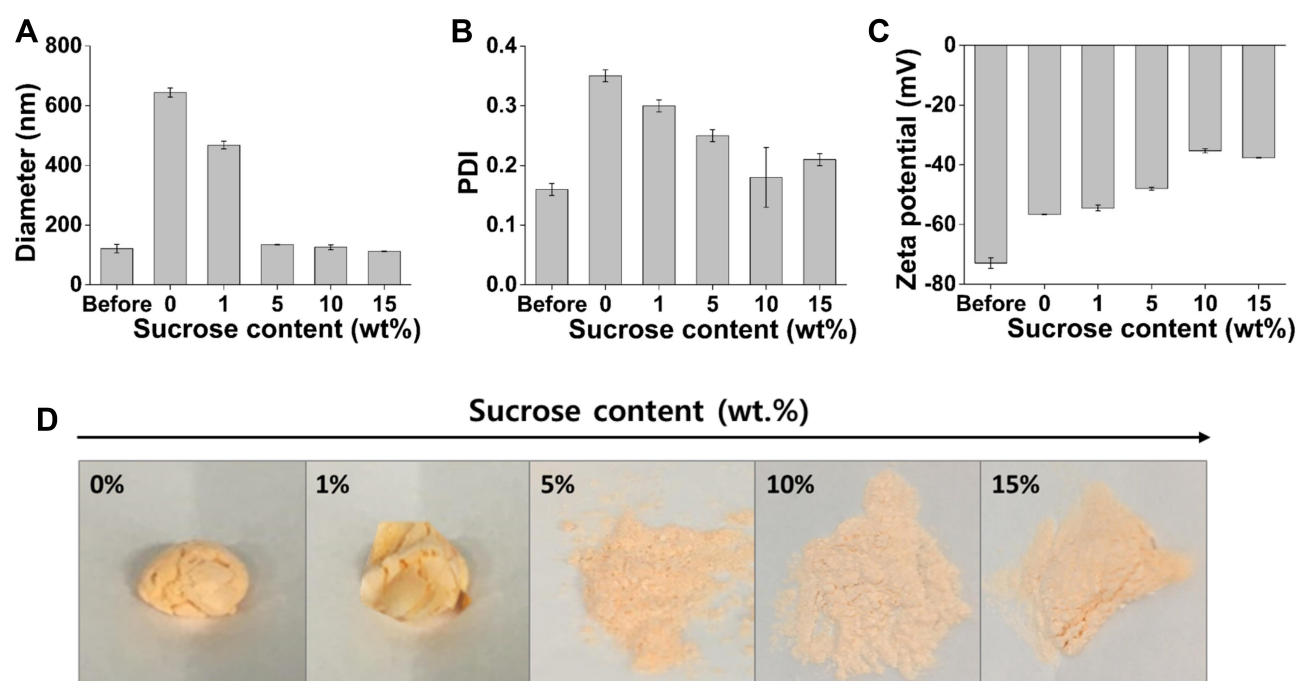 A
800
600
400
200
0
Diameter (nm)
Before 0 1 5 10 15
Sucrose content (wt%)
B
0.4
0.3
0.2
0.1
0.0
PDI
Before 0 1 5 10 15
Sucrose content (wt%)
C
0
-20
-40
-60
-80
Zeta potential (mV)
Before 0 1 5 10 15
Sucrose content (wt%)
D
Sucrose content (wt.%)
0% 1% 5% 10% 15%